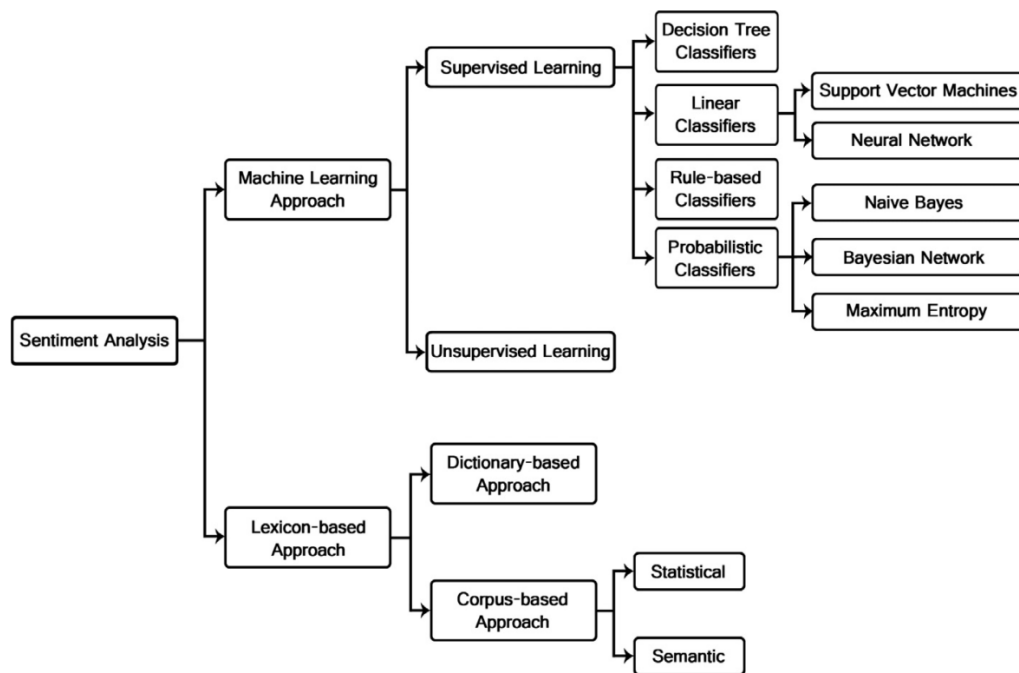 Decision Tree
Classifiers
Supervised Learning
Support Vector Machines
Linear
Classifiers
Neural Network
Machine Learning
Approach
Rule-based
Classifiers
Naive Bayes
Probabilistic
Classifiers
Bayesian Network
Maximum Entropy
Sentiment Analysis
Unsupervised Learning
Dictionary-based
Approach
Lexicon-based
Approach
Statistical
Corpus-based
Approach
Semantic